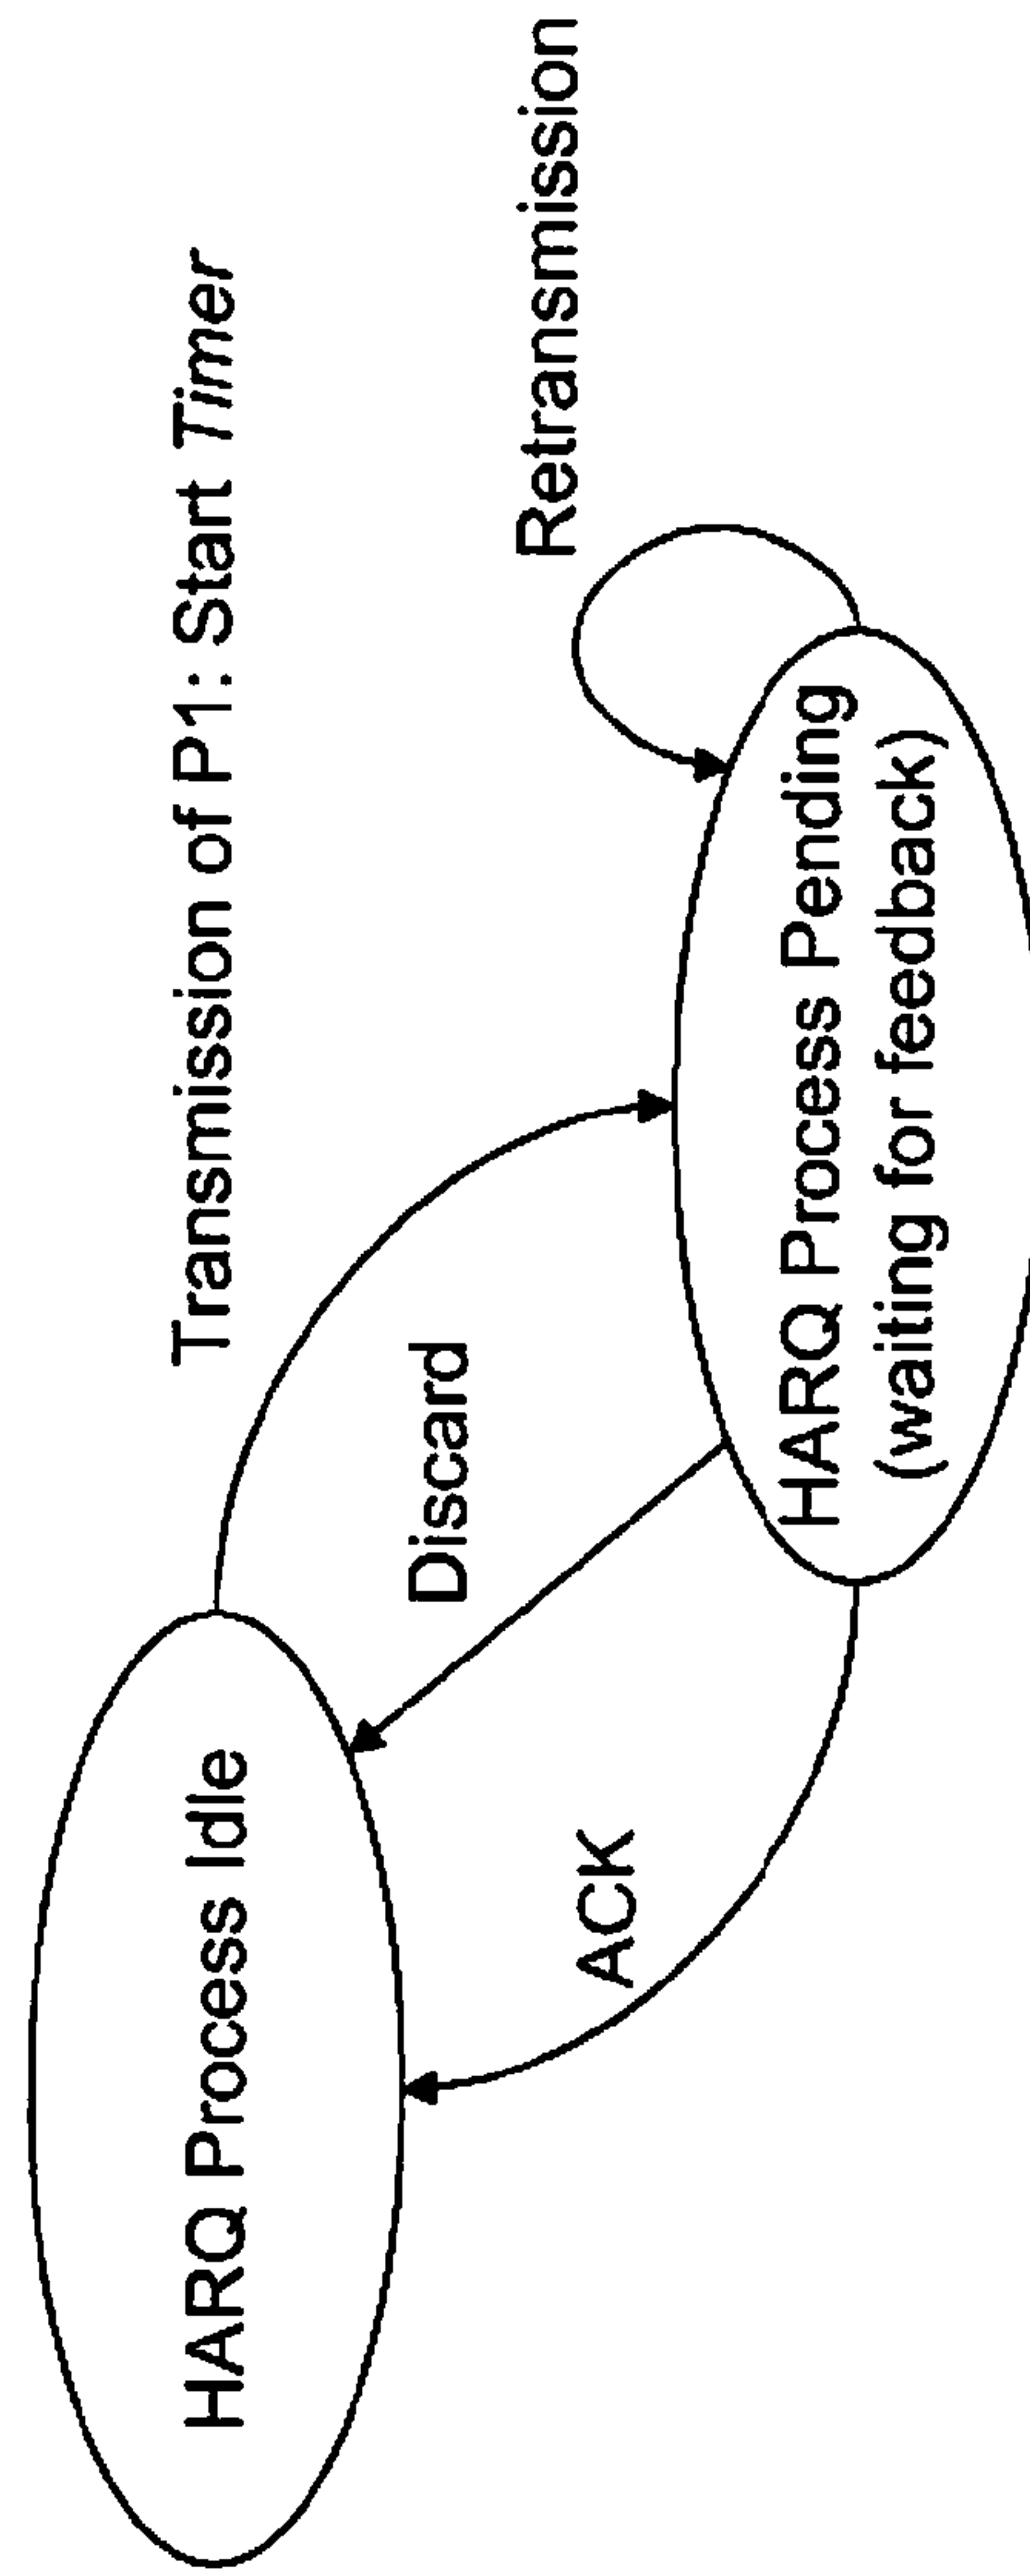 Transmission of P1: Start Timer
HARQ Process Idle
Discard
Retransmission
ACK
HARQ Process Pending
(waiting for feedback)